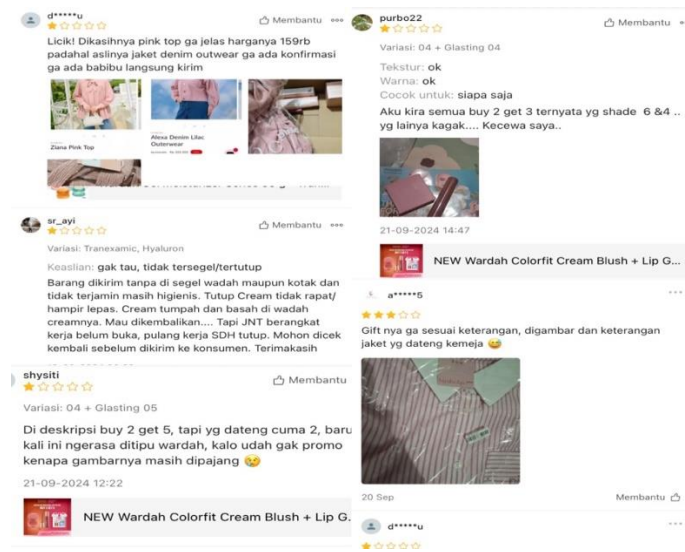 d*****u
Membantu
Licik! Dikasihnya pink top ga jelas harganya 159rb
padahal aslinya jaket denim outwear ga ada konfirmasi
ga ada babibu langsung kirim
Ziana Pink Top
Alexa Denim Lilac
Outerwear
sr_ayi
Membantu
Variasi: Tranexamic, Hyaluron
Keaslian: gak tau, tidak tersegel/tertutup
Barang dikirim tanpa di segel wadah maupun kotak dan
tidak terjamin masih higienis. Tutup Cream tidak rapat/
hampir lepas. Cream tumpah dan basah di wadah
creamnya. Mau dikembalikan.... Tapi JNT berangkat
kerja belum buka, pulang kerja SDH tutup. Mohon dicek
kembali sebelum dikirim ke konsumen. Terimakasih
shysiti
Membantu
Variasi: 04 + Glasting 05
Di deskripsi buy 2 get 5, tapi yg dateng cuma 2, baru
kali ini ngerasa ditipu wardah, kalo udah gak promo
kenapa gambarnya masih dipajang
21-09-2024 12:22
NEW Wardah Colorfit Cream Blush + Lip G.
purbo22
Membantu
Variasi: 04 + Glasting 04
Tekstur: ok
Warna: ok
Cocok untuk: siapa saja
Aku kira semua buy 2 get 3 ternyata yg shade 6 &4 ..
yg lainya kagak.... Kecewa saya..
21-09-2024 14:47
NEW Wardah Colorfit Cream Blush + Lip G...
a*****5
Gift nya ga sesuai keterangan, digambar dan keterangan
jaket yg dateng kemeja
20 Sep
Membantu
d*****u